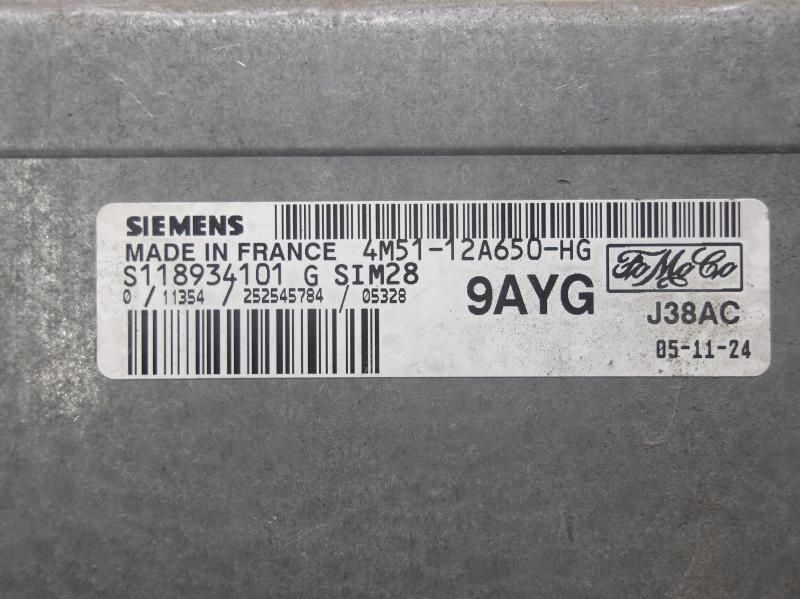 SIEMENS
MADE IN FRANCE 4M51-12A650-HG
S118934101 G SIM28
0 / 11354 / 252545784 / 05328
9AYG
FoMoCo
J38AC
05-11-24